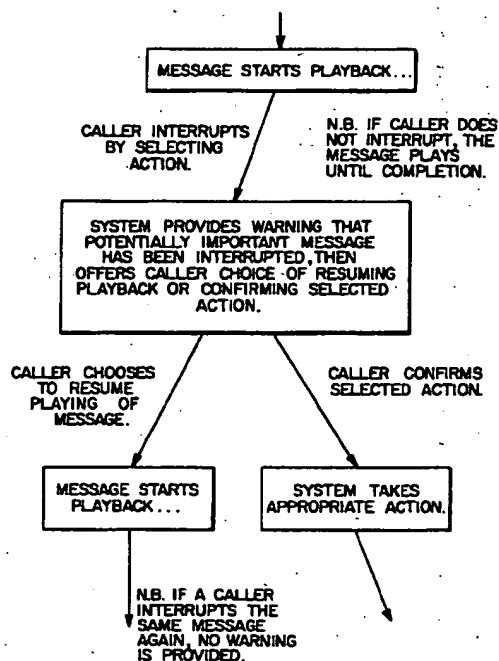 MESSAGE STARTS PLAYBACK...
CALLER INTERRUPTS
BY SELECTING
ACTION.
N.B. IF CALLER DOES
NOT INTERRUPT, THE
MESSAGE PLAYS
UNTIL COMPLETION.
SYSTEM PROVIDES WARNING THAT
POTENTIALLY IMPORTANT MESSAGE
HAS BEEN INTERRUPTED, THEN
OFFERS CALLER CHOICE OF RESUMING
PLAYBACK OR CONFIRMING SELECTED
ACTION.
CALLER CHOOSES
TO RESUME
PLAYING OF
MESSAGE.
CALLER CONFIRMS
SELECTED ACTION.
MESSAGE STARTS
PLAYBACK...
SYSTEM TAKES
APPROPRIATE ACTION.
N.B. IF A CALLER
INTERRUPTS THE
SAME MESSAGE
AGAIN, NO WARNING
IS PROVIDED.